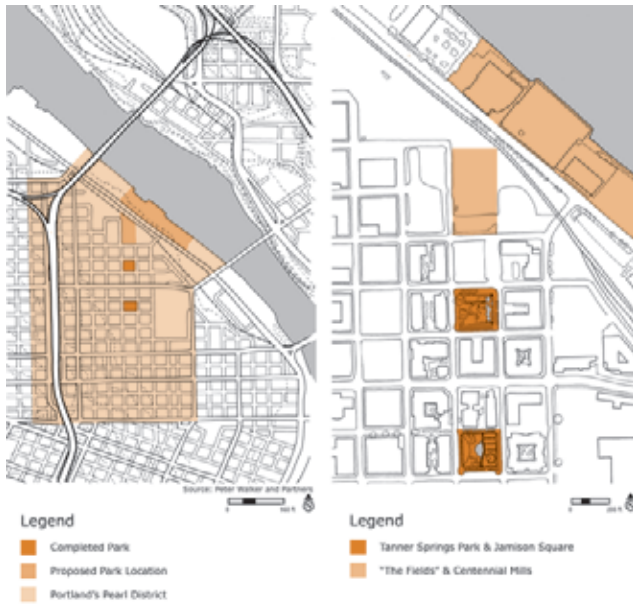 Source: Peter Walker and Partners
Legend
Completed Park
Proposed Park Location
Portland's Pearl District
Legend
Tanner Springs Park & Jamison Square
"The Fields" & Centennial Mills